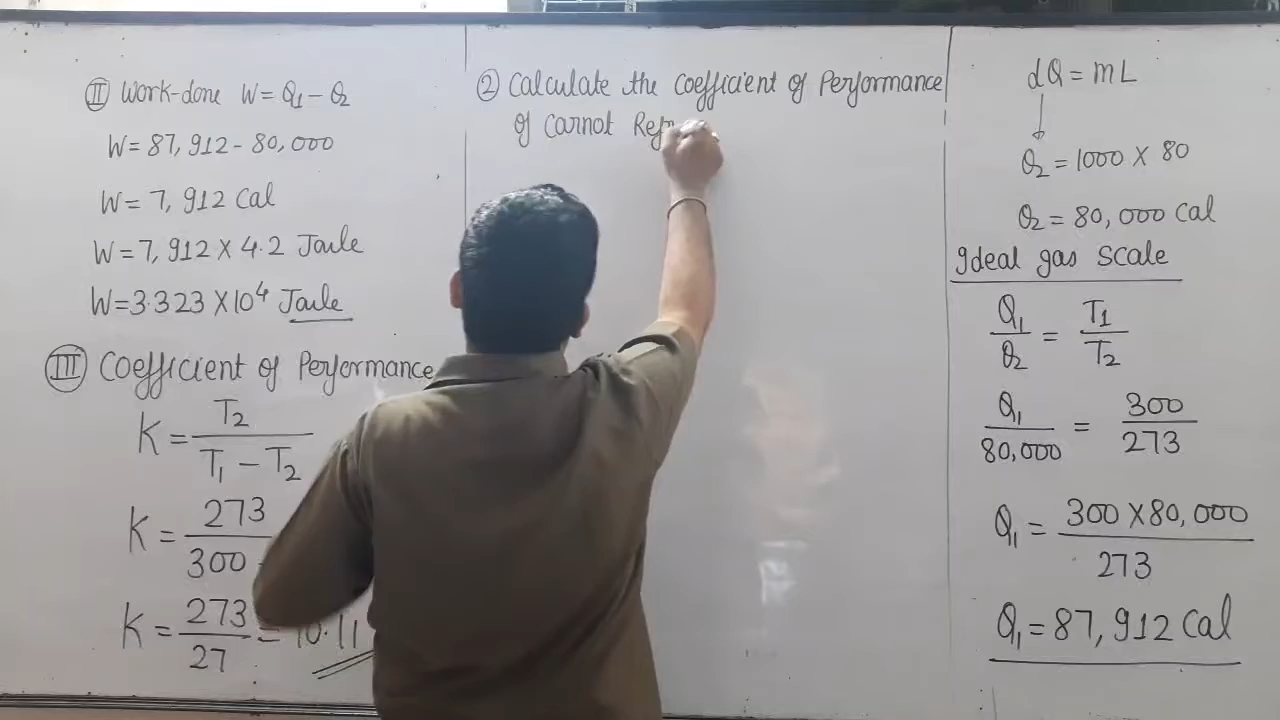 II Work-done W = Q1 - Q2
W = 87,912 - 80,000
W = 7,912 Cal
W = 7,912 X 4.2 Joule
W = 3.323 X 10^4 Joule
III Coefficient of Performance
K = T2 / T1 - T2
K = 273 / 300
K = 273 / 27 = 10.11
② Calculate the Coefficient of Performance
of Carnot
dQ = mL
Q2 = 1000 X 80
Q2 = 80,000 Cal
Ideal gas Scale
Q1 / Q2 = T1 / T2
Q1 / 80,000 = 300 / 273
Q1 = 300 X 80,000 / 273
Q1 = 87,912 Cal